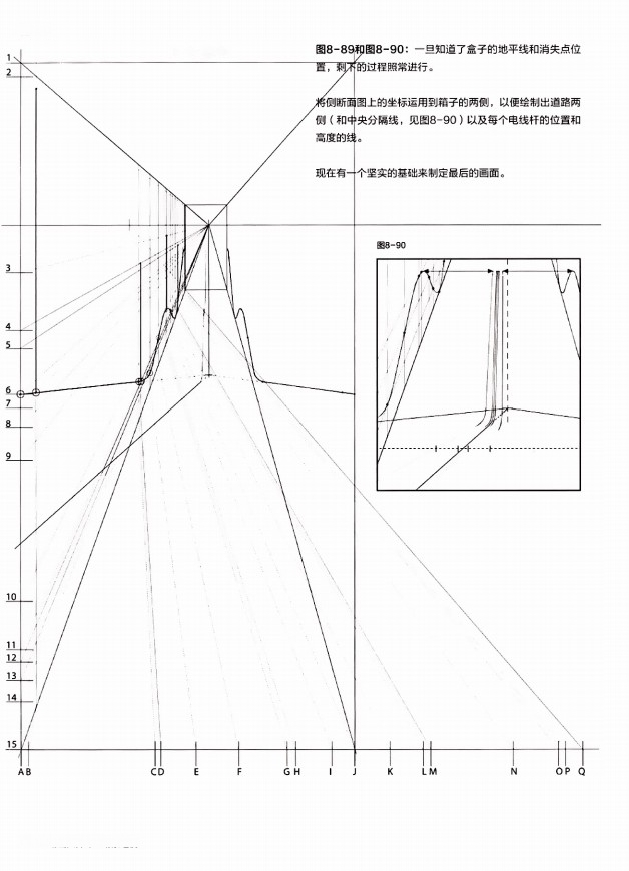 图8-89和图8-90：一旦知道了盒子的地平线和消失点位
置，剩下的过程照常进行。
将侧断面图上的坐标运用到箱子的两侧，以便绘制出道路两
侧（和中央分隔线，见图8-90）以及每个电线杆的位置和
高度的线。
现在有一个坚实的基础来制定最后的画面。
图8-90
1
2
3
4
5
6
7
8
9
10
11
12
13
14
15
A B C D E F G H I J K L M N O P Q